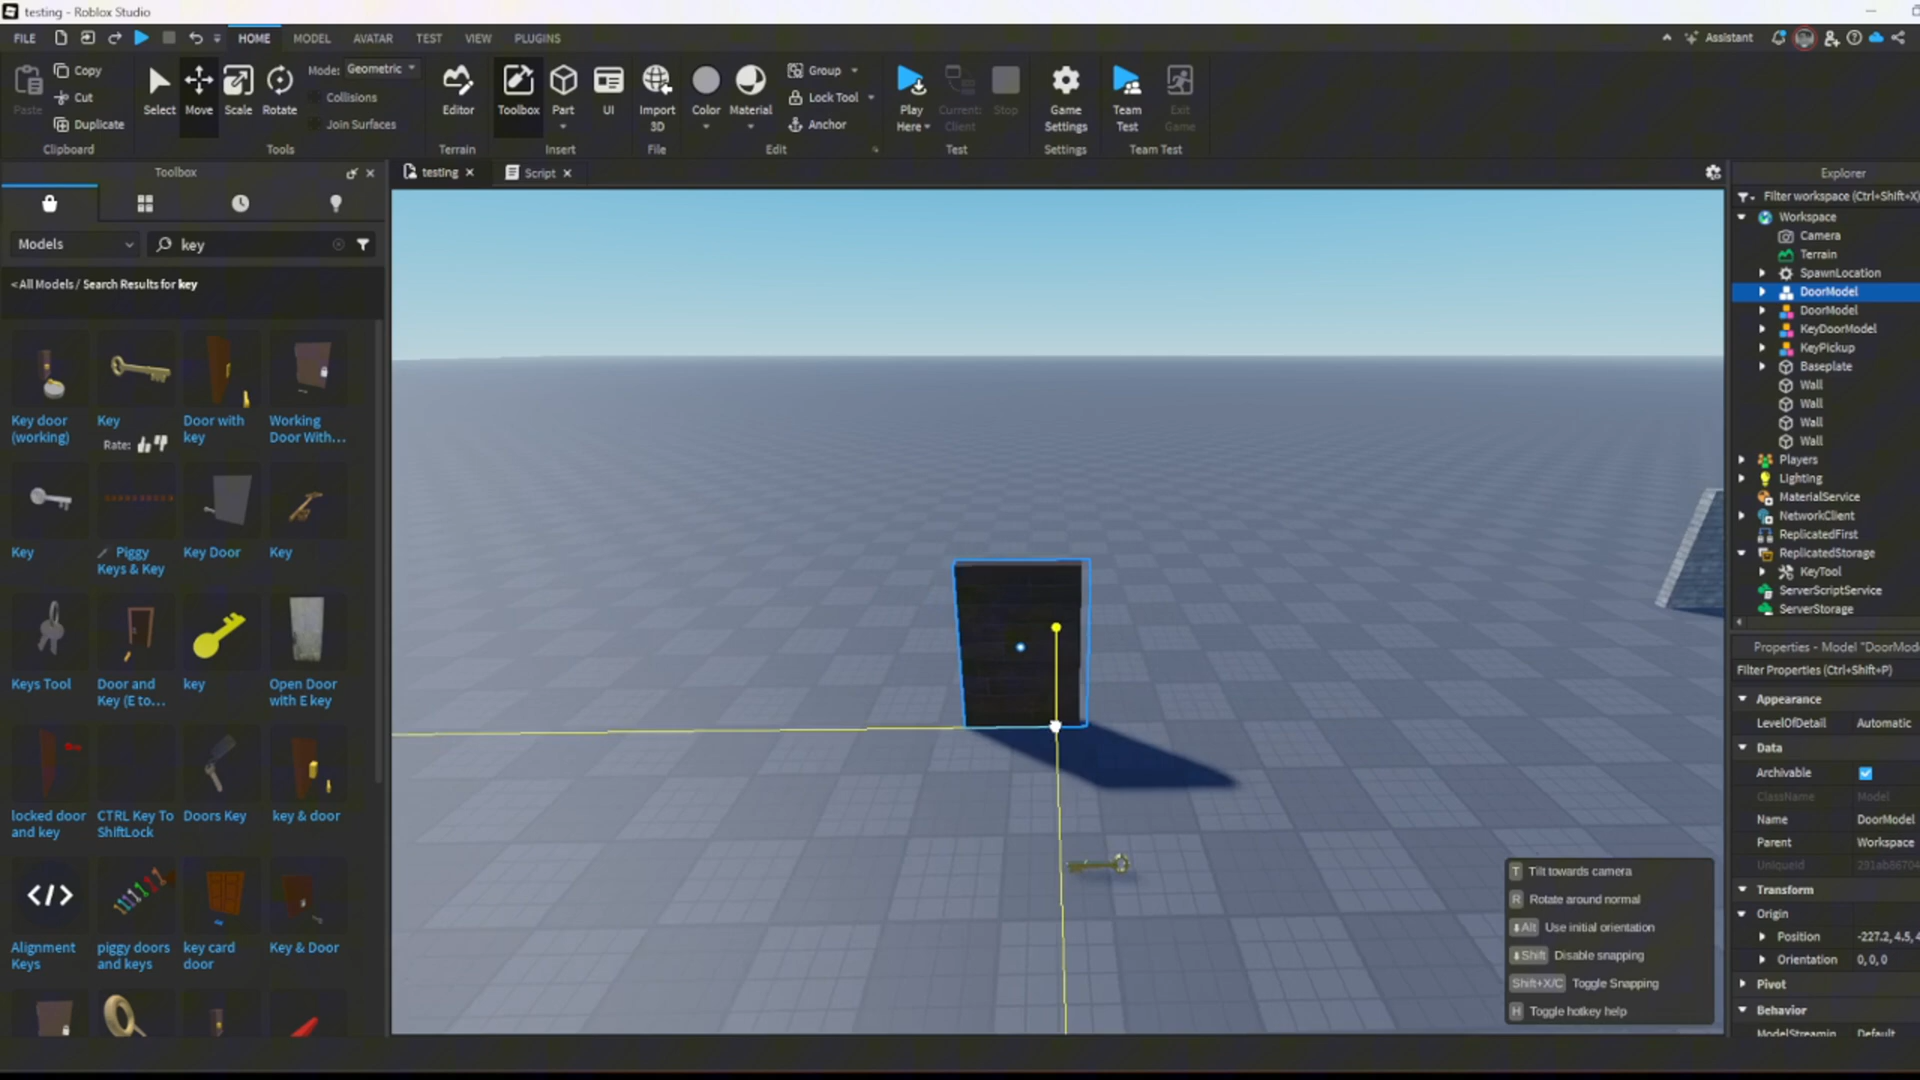 testing - Roblox Studio
FILE
HOME
MODEL
AVATAR
TEST
VIEW
PLUGINS
Assistant
Paste
Copy
Cut
Duplicate
Clipboard
Select
Move
Scale
Rotate
Mode: Geometric
Collisions
Join Surfaces
Tools
Editor
Terrain
Toolbox
Part
UI
Insert
Import
3D
File
Color
Material
Group
Lock Tool
Anchor
Edit
Play
Here
Current:
Client
Stop
Test
Game
Settings
Settings
Team
Test
Exit
Game
Team Test
Toolbox
testing
Script
Models
key
<All Models / Search Results for key
Key door
(working)
Key
Rate:
Door with
key
Working
Door With...
Key
Piggy
Keys & Key
Key Door
Key
Keys Tool
Door and
Key (E to...
key
Open Door
with E key
locked door
and key
CTRL Key To
ShiftLock
Doors Key
key & door
Alignment
Keys
piggy doors
and keys
key card
door
Key & Door
T Tilt towards camera
R Rotate around normal
Alt Use initial orientation
Shift Disable snapping
Shift+X/C Toggle Snapping
H Toggle hotkey help
Explorer
Filter workspace (Ctrl+Shift+X)
Workspace
Camera
Terrain
SpawnLocation
DoorModel
DoorModel
KeyDoorModel
KeyPickup
Baseplate
Wall
Wall
Wall
Wall
Players
Lighting
MaterialService
NetworkClient
ReplicatedFirst
ReplicatedStorage
KeyTool
ServerScriptService
ServerStorage
Properties - Model "DoorMode
Filter Properties (Ctrl+Shift+P)
Appearance
LevelOfDetail Automatic
Data
Archivable
ClassName Model
Name DoorModel
Parent Workspace
UniqueId
Transform
Origin
Position -227.2, 4.5,
Orientation 0, 0, 0
Pivot
Behavior
ModelStreamin Default